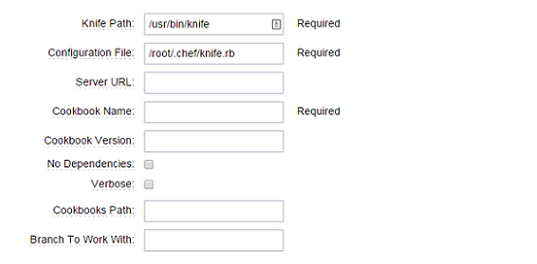 Knife Path: /usr/bin/knife Required
Configuration File: /root/.chef/knife.rb Required
Server URL:
Cookbook Name: Required
Cookbook Version:
No Dependencies:
Verbose:
Cookbooks Path:
Branch To Work With: